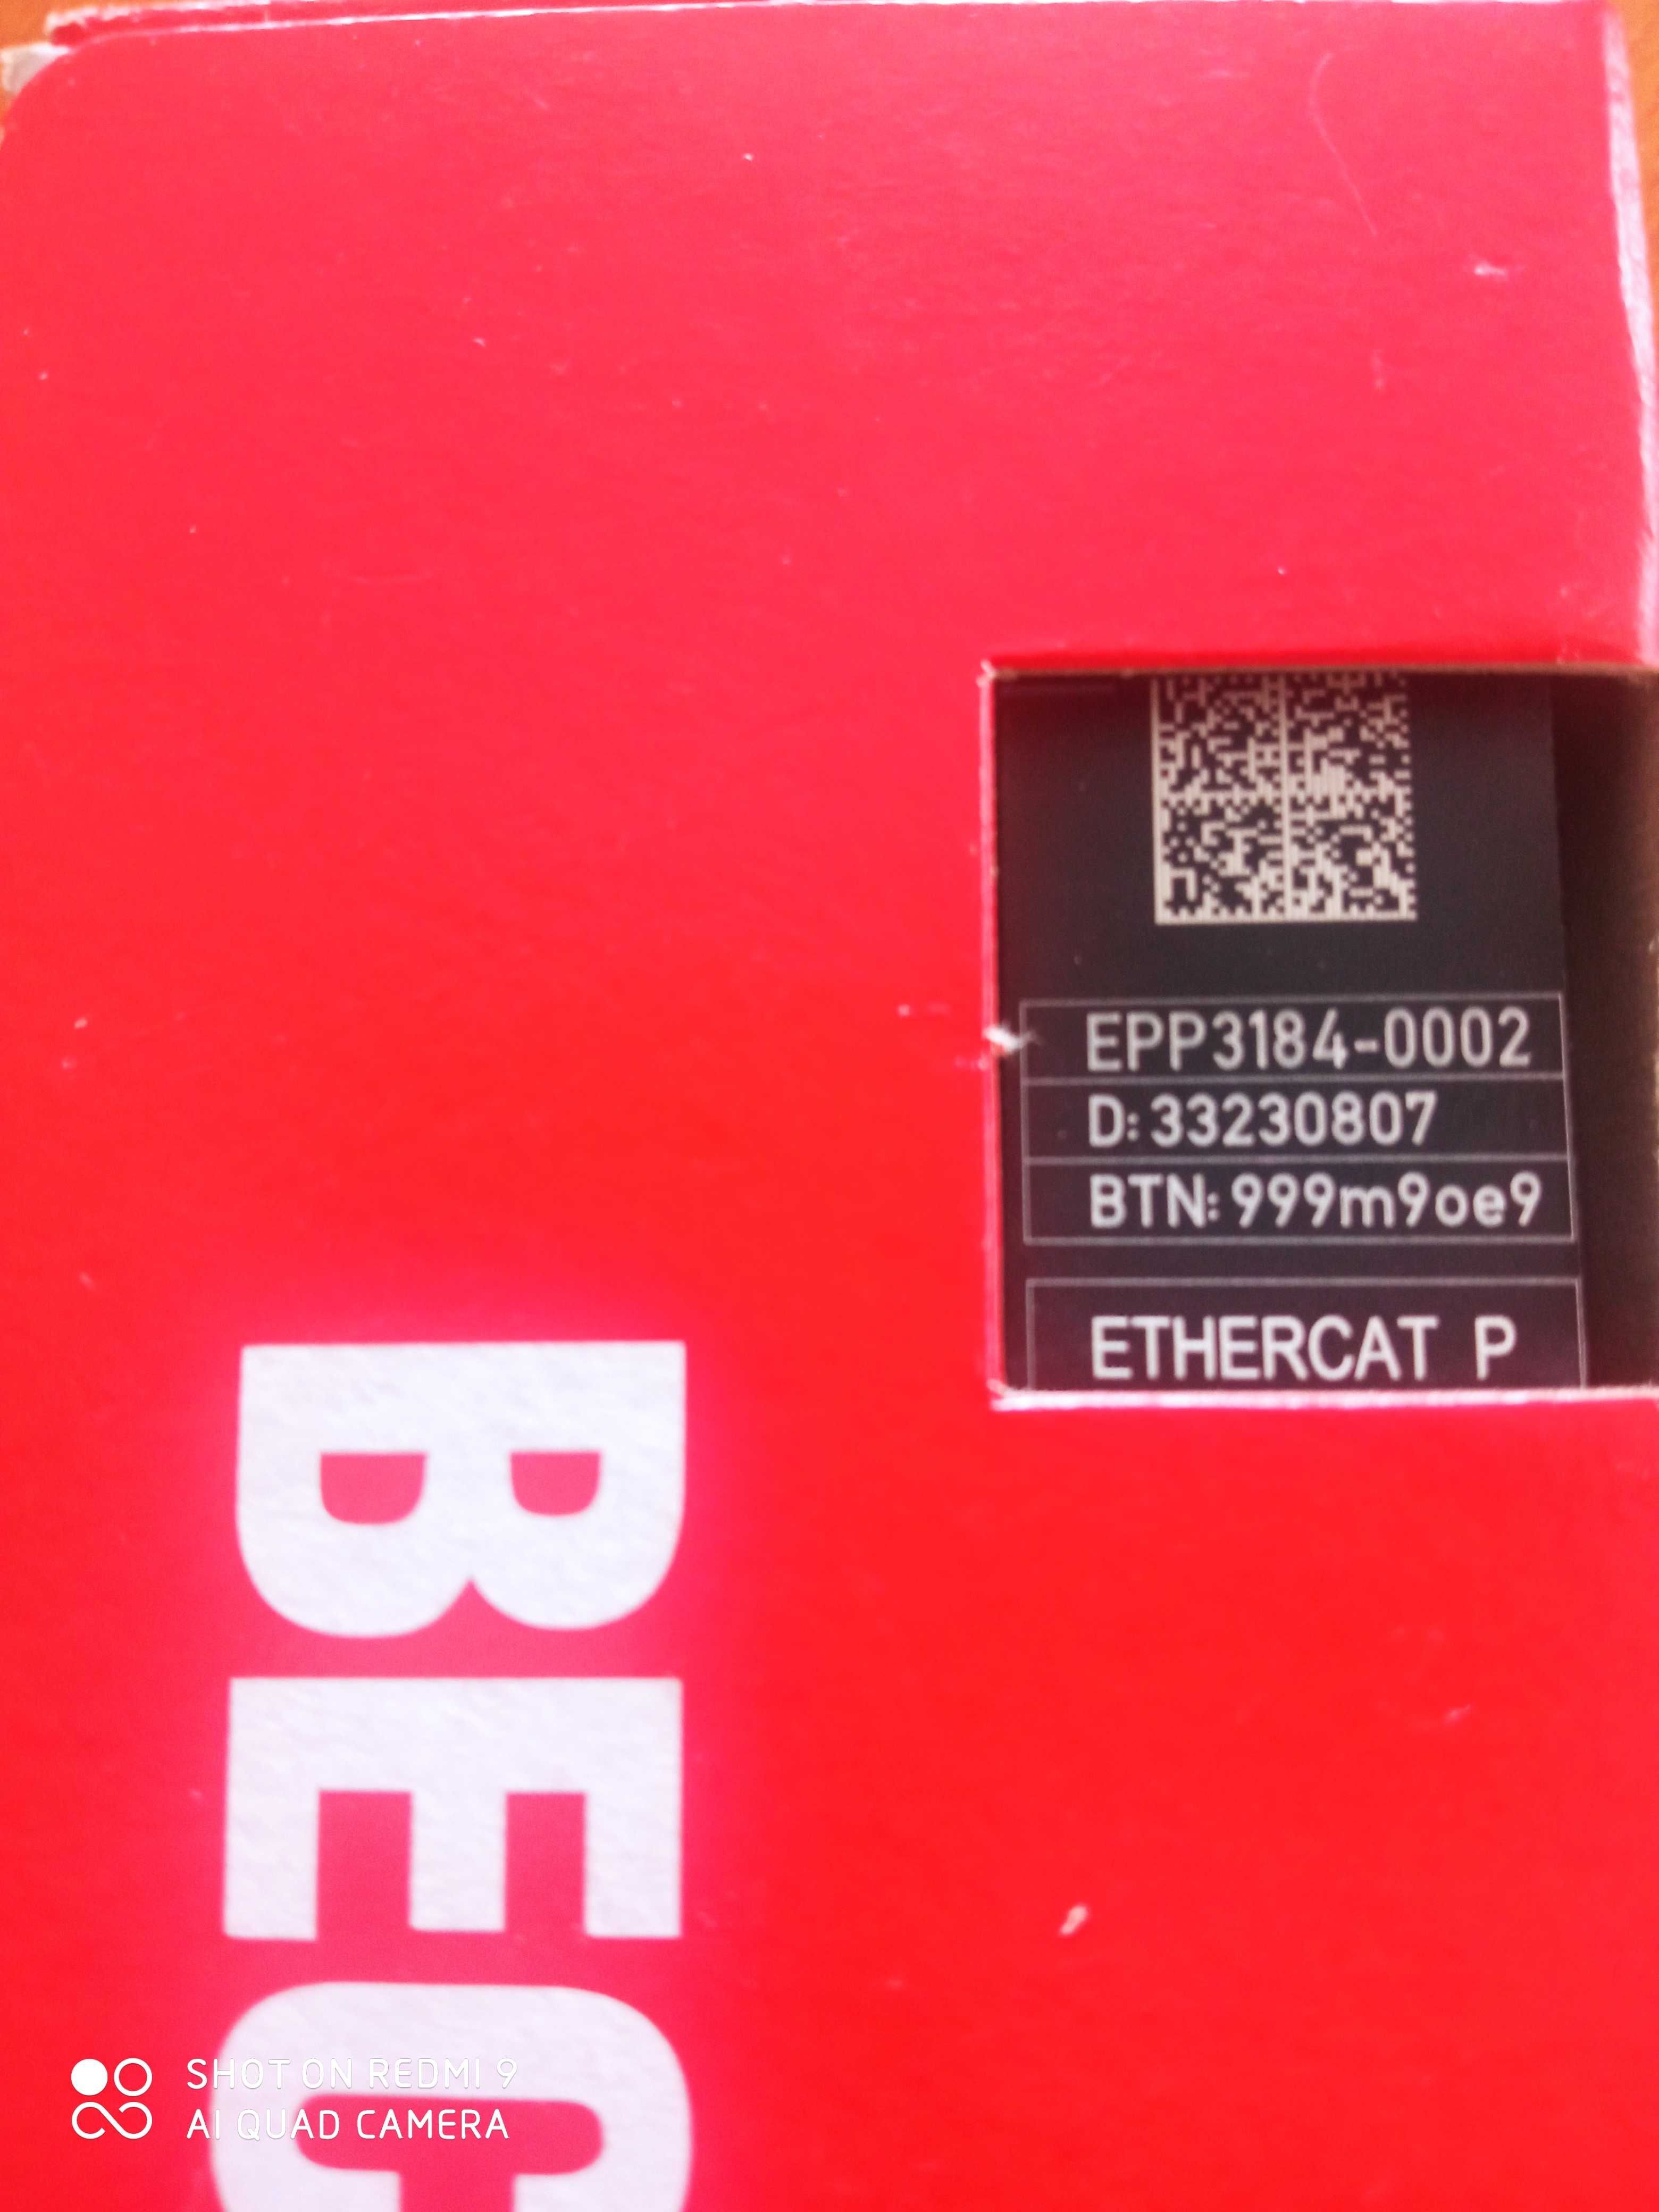 EPP3184-0002
D: 33230807
BTN: 999m9oe9
ETHERCAT P
BEC
SHOT ON REDMI 9
AI QUAD CAMERA